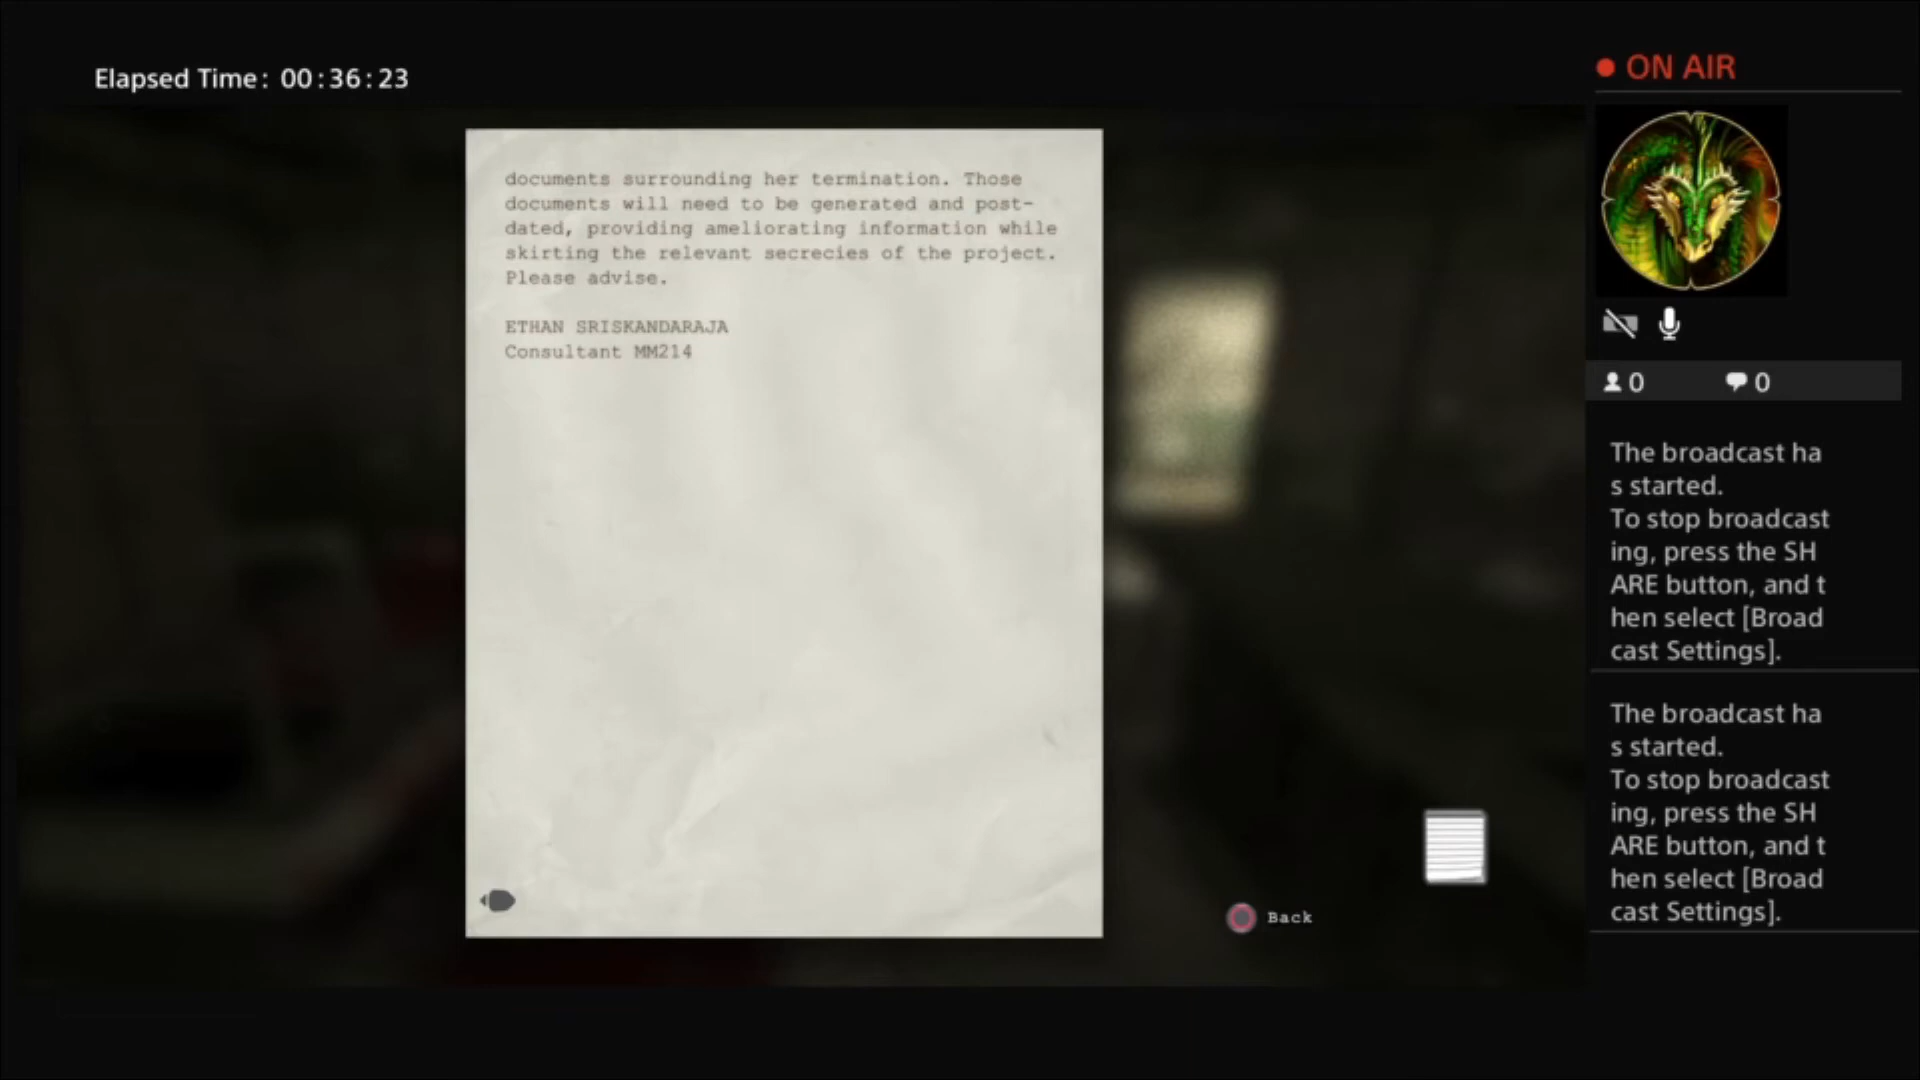 Elapsed Time: 00:36:23
documents surrounding her termination. Those
documents will need to be generated and post-
dated, providing ameliorating information while
skirting the relevant secrecies of the project.
Please advise.
ETHAN SRISKANDARAJA
Consultant MM214
Back
ON AIR
0
0
The broadcast ha
s started.
To stop broadcast
ing, press the SH
ARE button, and t
hen select [Broad
cast Settings].
The broadcast ha
s started.
To stop broadcast
ing, press the SH
ARE button, and t
hen select [Broad
cast Settings].